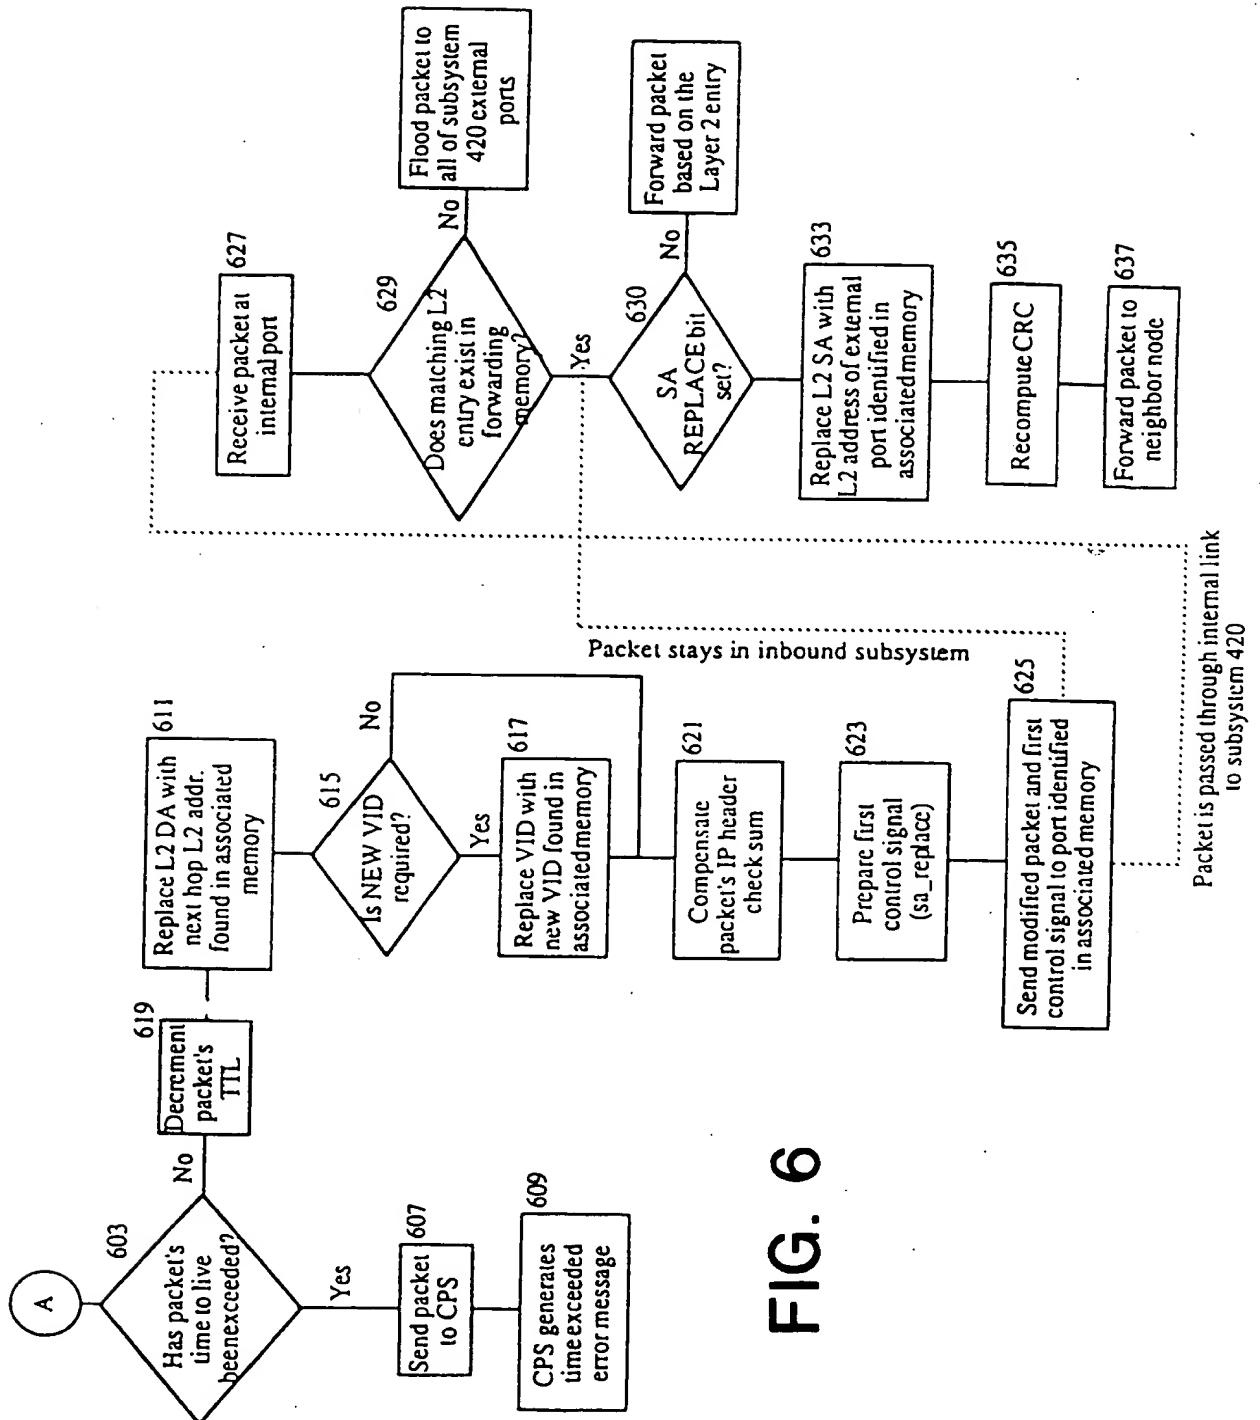 A
603
Has packet's
time to live
beenexceeded?
No
Yes
607
Send packet
to CPS
609
CPS generates
time exceeded
error message
619
Decrement
packet's
TTL
611
Replace L2 DA with
next hop L2 addr.
found in associated
memory
615
Is NEW VID
required?
No
Yes
617
Replace VID with
new VID found in
associated memory
621
Compensate
packet's IP header
check sum
623
Prepare first
control signal
(sa_replace)
625
Send modified packet and first
control signal to port identified
in associated memory
Packet stays in inbound subsystem
Packet is passed through internal link
to subsystem 420
627
Receive packet at
internal port
629
Does matching L2
entry exist in
forwarding
memory?
No
Flood packet to
all of subsystem
420 external
ports
Yes
630
SA
REPLACE bit
set?
No
Forward packet
based on the
Layer 2 entry
633
Replace L2 SA with
L2 address of external
port identified in
associated memory
635
Recompute CRC
637
Forward packet to
neighbor node
FIG. 6